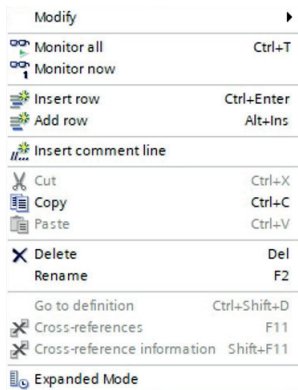 Modify
Monitor all Ctrl+T
Monitor now
Insert row Ctrl+Enter
Add row Alt+Ins
Insert comment line
Cut Ctrl+X
Copy Ctrl+C
Paste Ctrl+V
Delete Del
Rename F2
Go to definition Ctrl+Shift+D
Cross-references F11
Cross-reference information Shift+F11
Expanded Mode